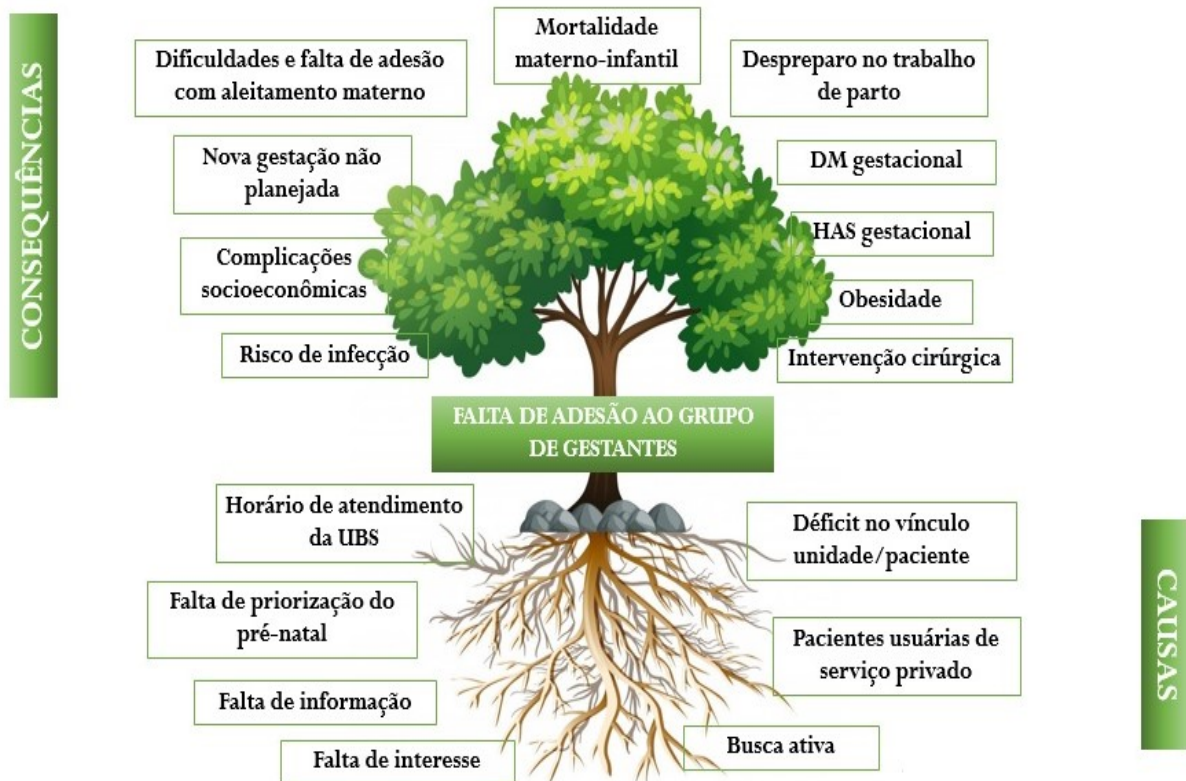 CONSEQUÊNCIAS
Mortalidade
materno-infantil
Dificuldades e falta de adesão
com aleitamento materno
Despreparo no trabalho
de parto
Nova gestação não
planejada
DM gestacional
Complicações
socioeconômicas
HAS gestacional
Obesidade
Risco de infecção
Intervenção cirúrgica
FALTA DE ADESÃO AO GRUPO
DE GESTANTES
Horário de atendimento
da UBS
Déficit no vínculo
unidade/paciente
CAUSAS
Falta de priorização do
pré-natal
Pacientes usuárias de
serviço privado
Falta de informação
Busca ativa
Falta de interesse